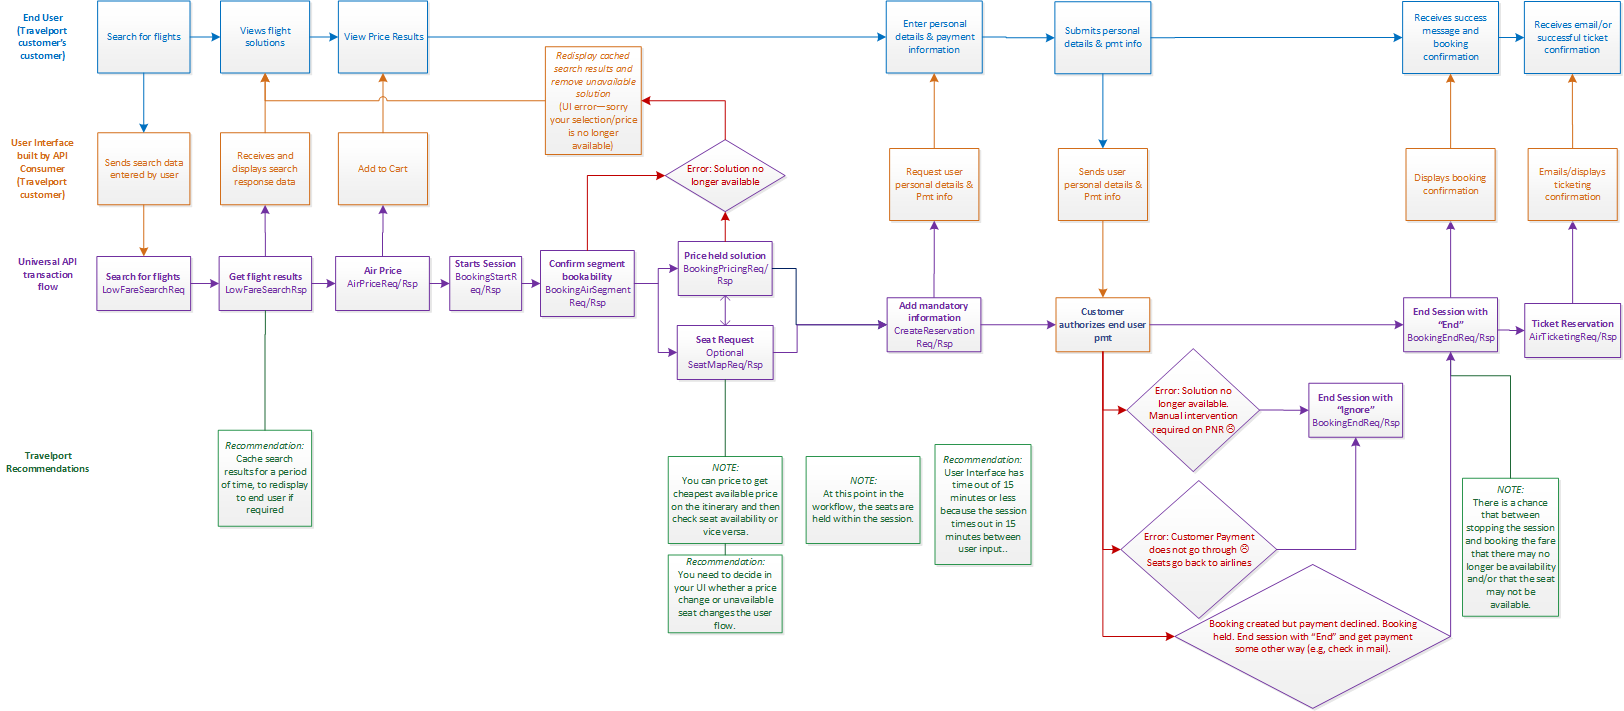 End User
(Travelport
customer's
customer)
Search for flights
Views flight
solutions
View Price Results
Enter personal
details & payment
information
Submits personal
details & pmt info
Receives success
message and
booking
confirmation
Receives email/or
successful ticket
confirmation
Redisplay cached
search results and
remove unavailable
solution
(UI error—sorry
your selection/price
is no longer
available)
User Interface
built by API
Consumer
(Travelport
customer)
Sends search data
entered by user
Receives and
displays search
response data
Add to Cart
Error: Solution no
longer available
Request user
personal details &
Pmt info
Sends user
personal details &
Pmt info
Displays booking
confirmation
Emails/displays
ticketing
confirmation
Universal API
transaction
flow
Search for flights
LowFareSearchReq
Get flight results
LowFareSearchRsp
Air Price
AirPriceReq/Rsp
Starts Session
BookingStartR
eq/Rsp
Confirm segment
bookability
BookingAirSegment
Req/Rsp
Price held solution
BookingPricingReq/
Rsp
Seat Request
Optional
SeatMapReq/Rsp
Add mandatory
information
CreateReservation
Req/Rsp
Customer
authorizes end user
pmt
End Session with
“End”
BookingEndReq/Rsp
Ticket Reservation
AirTicketingReq/Rsp
Error: Solution no
longer available.
Manual intervention
required on PNR ☹
End Session with
“Ignore”
BookingEndReq/Rsp
Error: Customer Payment
does not go through ☹
Seats go back to airlines
Booking created but payment declined. Booking
held. End session with “End” and get payment
some other way (e.g, check in mail).
Travelport
Recommendations
Recommendation:
Cache search
results for a period
of time, to redisplay
to end user if
required
NOTE:
You can price to get
cheapest available price
on the itinerary and then
check seat availability or
vice versa.
Recommendation:
You need to decide in
your UI whether a price
change or unavailable
seat changes the user
flow.
NOTE:
At this point in the
workflow, the seats are
held within the session.
Recommendation:
User Interface has
time out of 15
minutes or less
because the session
times out in 15
minutes between
user input..
NOTE:
There is a chance
that between
stopping the session
and booking the fare
that there may no
longer be availability
and/or that the seat
may not be
available.